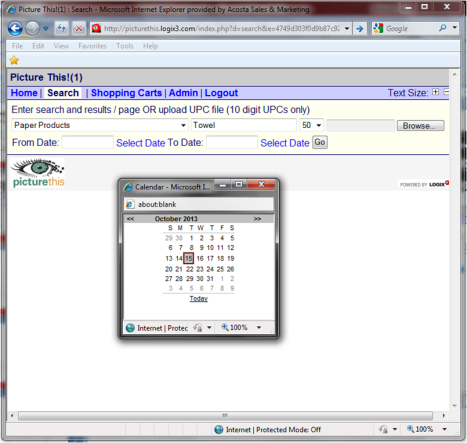 Picture This!(1) : Search - Microsoft Internet Explorer provided by Acosta Sales & Marketing
http://picturethis.logix3.com/index.php?d=search&e=4749d303f0d9b87c92
Google
File Edit View Favorites Tools Help
Picture This!(1)
Home | Search | Shopping Carts | Admin | Logout Text Size:
Enter search and results / page OR upload UPC file (10 digit UPCs only)
Paper Products Towel 50 Browse...
From Date: Select Date To Date: Select Date Go
picturethis
POWERED BY LOGIX
Calendar - Microsoft I...
about:blank
<< October 2013 >>
S M T W T F S
29 30 1 2 3 4 5
6 7 8 9 10 11 12
13 14 15 16 17 18 19
20 21 22 23 24 25 26
27 28 29 30 31 1 2
3 4 5 6 7 8 9
Today
Internet | Protec 100%
Internet | Protected Mode: Off 100%